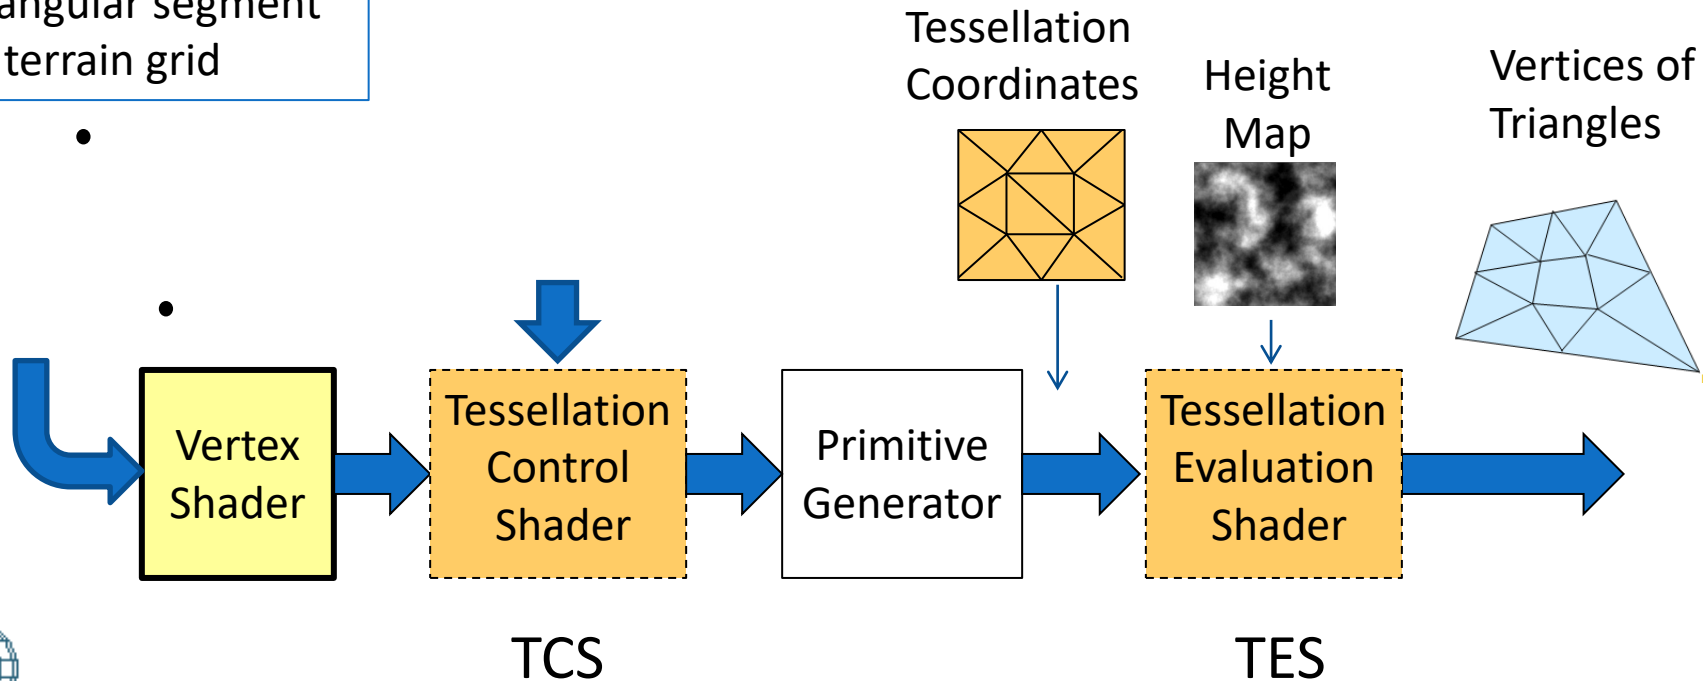 angular segment
terrain grid
Tessellation
Coordinates
Height
Map
Vertices of
Triangles
Vertex
Shader
Tessellation
Control
Shader
Primitive
Generator
Tessellation
Evaluation
Shader
TCS
TES